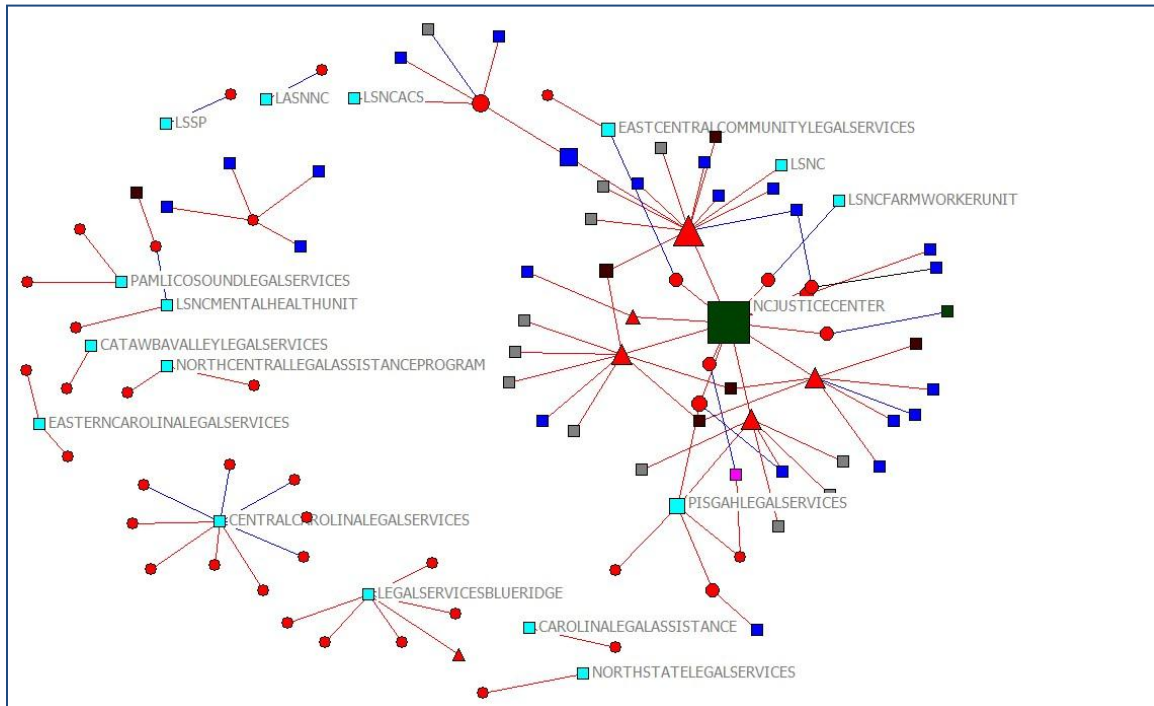 LASNNC
LSNCACS
LSSP
EASTCENTRALCOMMUNITYLEGALSERVICES
LSNC
LSNCFARMWORKERUNIT
PAMLICOSOUNDLEGALSERVICES
LSNCMENTALHEALTHUNIT
NCJUSTICECENTER
CATAWBAVALLEYLEGALSERVICES
NORTHCENTRALLEGALASSISTANCEPROGRAM
EASTERNCAROLINALEGALSERVICES
PISGAHLEGALSERVICES
CENTRALCAROLINALEGALSERVICES
LEGALSERVICESBLUERIDGE
CAROLINALEGALASSISTANCE
NORTHSTATELEGALSERVICES